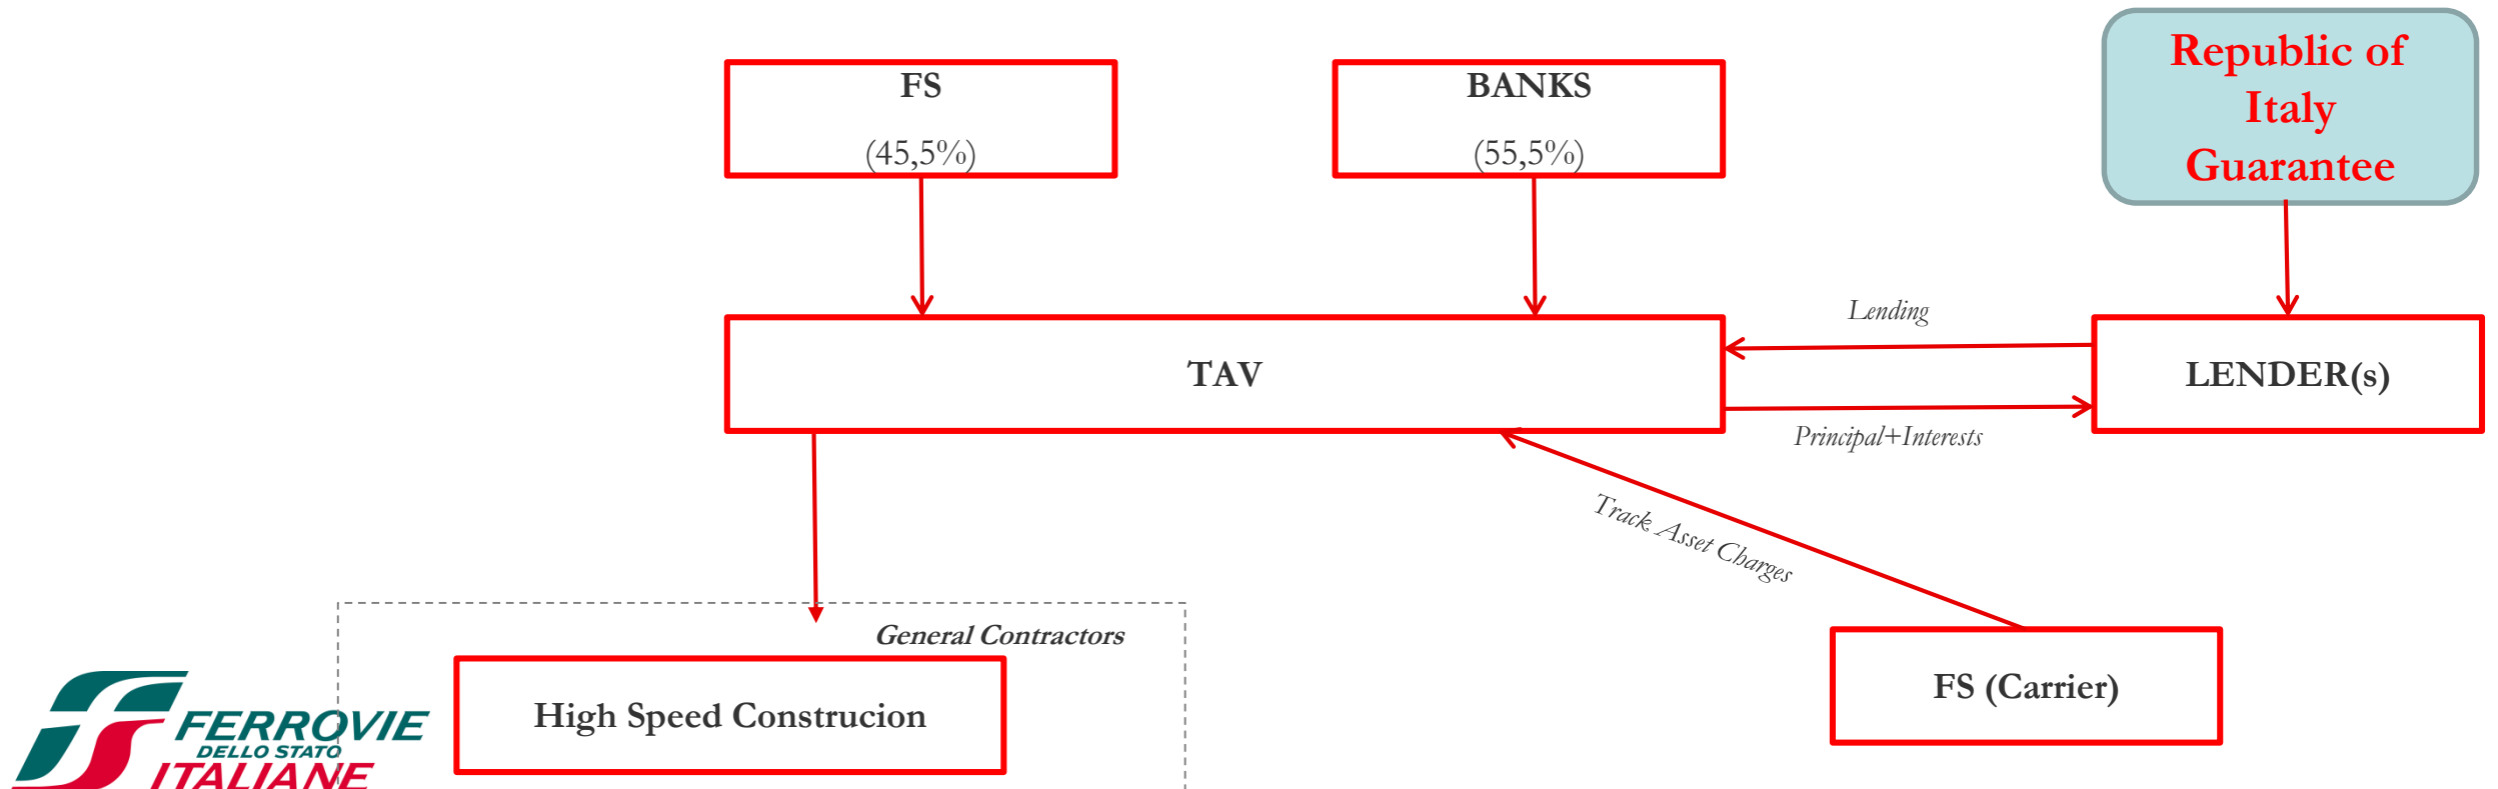 FS
(45,5%)
BANKS
(55,5%)
Republic of
Italy
Guarantee
Lending
TAV
LENDER(s)
Principal+Interests
Track Asset Charges
General Contractors
High Speed Construcion
FS (Carrier)
FERROVIE
DELLO STATO
ITALIANE